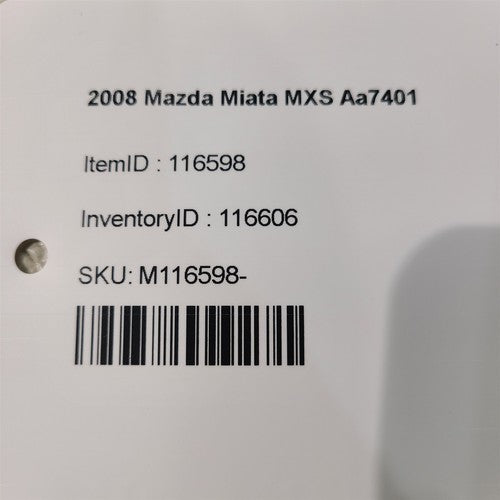 2008 Mazda Miata MXS Aa7401
ItemID : 116598
InventoryID : 116606
SKU: M116598-